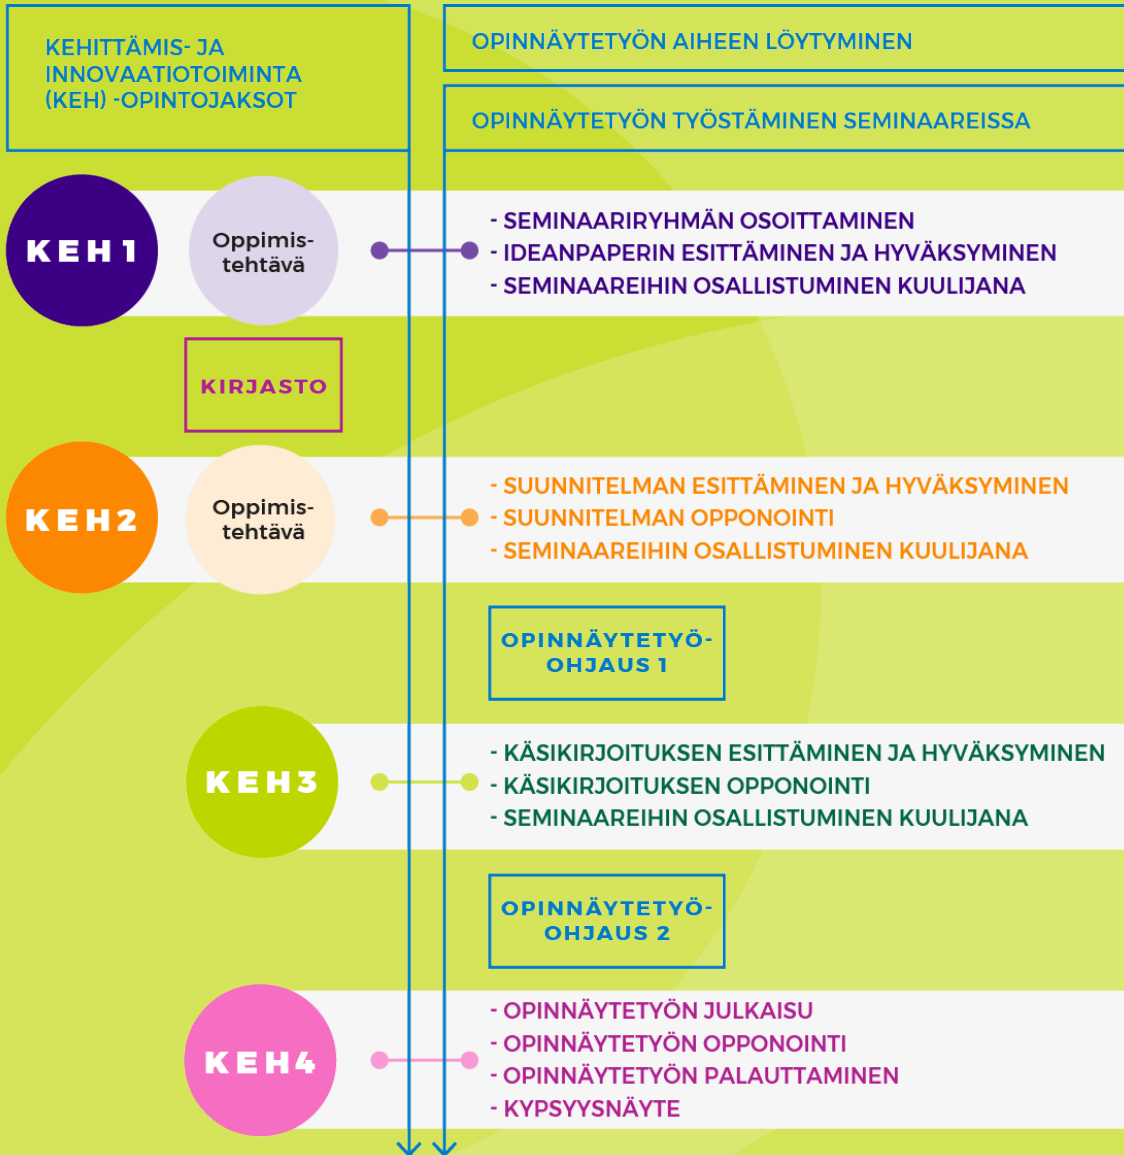 KEHITTÄMIS- JA
INNOVAATIOTOIMINTA
(KEH) -OPINTOJAKSOT
OPINNÄYTETYÖN AIHEEN LÖYTYMINEN
OPINNÄYTETYÖN TYÖSTÄMINEN SEMINAAREISSA
KEH1
Oppimis-
tehtävä
- SEMINAARIRYHMÄN OSOITTAMINEN
- IDEANPAPERIN ESITTÄMINEN JA HYVÄKSYMINEN
- SEMINAAREIHIN OSALLISTUMINEN KUULIJANA
KIRJASTO
KEH2
Oppimis-
tehtävä
- SUUNNITELMAN ESITTÄMINEN JA HYVÄKSYMINEN
- SUUNNITELMAN OPPONOINTI
- SEMINAAREIHIN OSALLISTUMINEN KUULIJANA
OPINNÄYTETYÖ-
OHJAUS 1
KEH3
- KÄSIKIRJOITUKSEN ESITTÄMINEN JA HYVÄKSYMINEN
- KÄSIKIRJOITUKSEN OPPONOINTI
- SEMINAAREIHIN OSALLISTUMINEN KUULIJANA
OPINNÄYTETYÖ-
OHJAUS 2
KEH4
- OPINNÄYTETYÖN JULKAISU
- OPINNÄYTETYÖN OPPONOINTI
- OPINNÄYTETYÖN PALAUTTAMINEN
- KYPSYYSNÄYTE